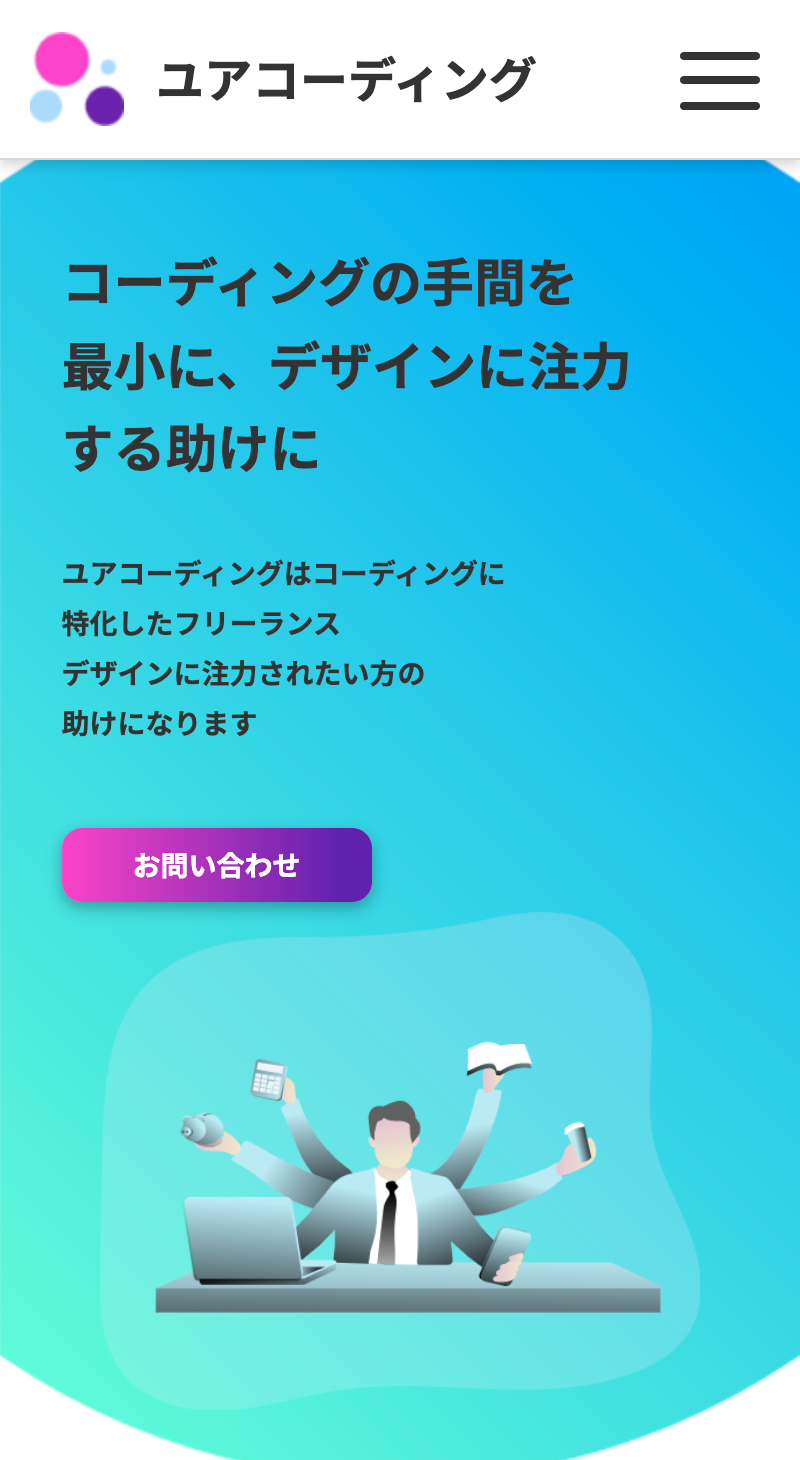 ユアコーディング
コーディングの手間を
最小に、デザインに注力
する助けに
ユアコーディングはコーディングに
特化したフリーランス
デザインに注力されたい方の
助けになります
お問い合わせ